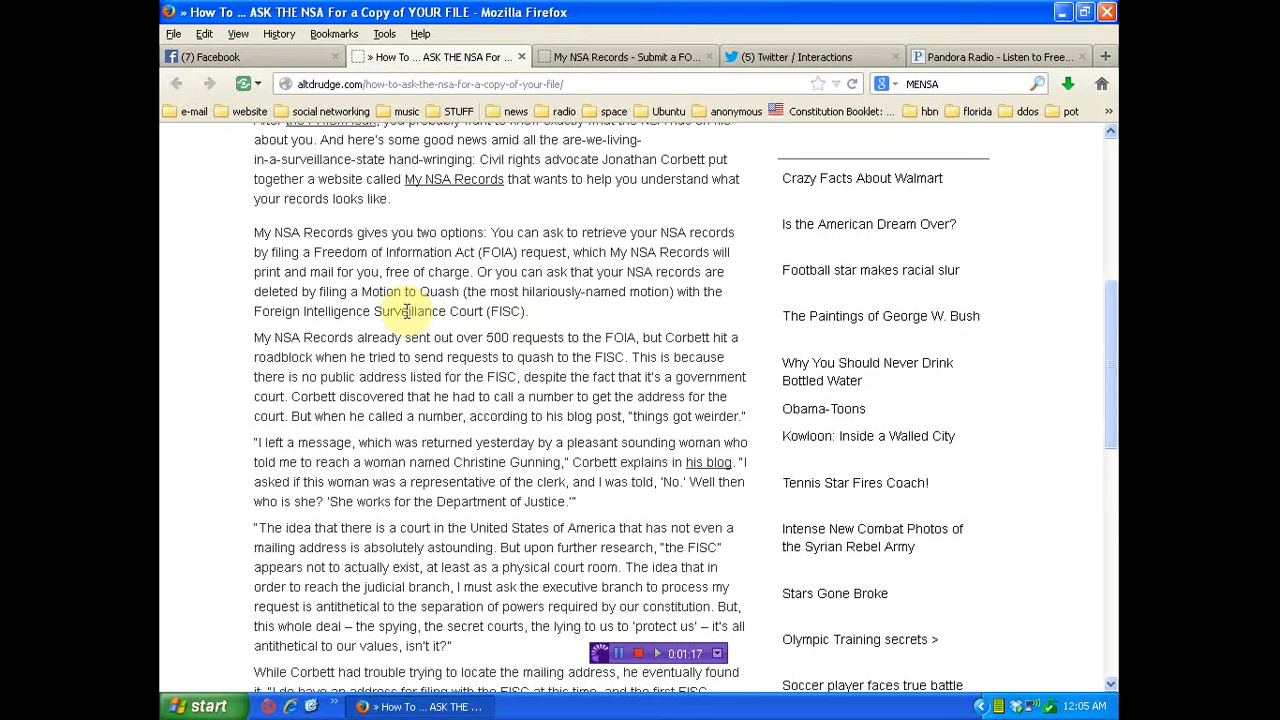 » How To ... ASK THE NSA For a Copy of YOUR FILE - Mozilla Firefox
File Edit View History Bookmarks Tools Help
(7) Facebook × » How To ... ASK THE NSA For ... × My NSA Records - Submit a FO... × (5) Twitter / Interactions × Pandora Radio - Listen to Free... × +
altdrudge.com/how-to-ask-the-nsa-for-a-copy-of-your-file/ MENSA
e-mail website social networking music STUFF news radio space Ubuntu anonymous Constitution Booklet: ... hbn florida ddos pot
about you. And here's some good news amid all the are-we-living-
in-a-surveillance-state hand-wringing: Civil rights advocate Jonathan Corbett put
together a website called My NSA Records that wants to help you understand what
your records looks like.
My NSA Records gives you two options: You can ask to retrieve your NSA records
by filing a Freedom of Information Act (FOIA) request, which My NSA Records will
print and mail for you, free of charge. Or you can ask that your NSA records are
deleted by filing a Motion to Quash (the most hilariously-named motion) with the
Foreign Intelligence Surveillance Court (FISC).
My NSA Records already sent out over 500 requests to the FOIA, but Corbett hit a
roadblock when he tried to send requests to quash to the FISC. This is because
there is no public address listed for the FISC, despite the fact that it's a government
court. Corbett discovered that he had to call a number to get the address for the
court. But when he called a number, according to his blog post, "things got weirder."
"I left a message, which was returned yesterday by a pleasant sounding woman who
told me to reach a woman named Christine Gunning," Corbett explains in his blog. "I
asked if this woman was a representative of the clerk, and I was told, 'No.' Well then
who is she? 'She works for the Department of Justice.'"
"The idea that there is a court in the United States of America that has not even a
mailing address is absolutely astounding. But upon further research, "the FISC"
appears not to actually exist, at least as a physical court room. The idea that in
order to reach the judicial branch, I must ask the executive branch to process my
request is antithetical to the separation of powers required by our constitution. But,
this whole deal – the spying, the secret courts, the lying to us to 'protect us' – it's all
antithetical to our values, isn't it?"
While Corbett had trouble trying to locate the mailing address, he eventually found
Crazy Facts About Walmart
Is the American Dream Over?
Football star makes racial slur
The Paintings of George W. Bush
Why You Should Never Drink
Bottled Water
Obama-Toons
Kowloon: Inside a Walled City
Tennis Star Fires Coach!
Intense New Combat Photos of
the Syrian Rebel Army
Stars Gone Broke
Olympic Training secrets >
Soccer player faces true battle
0:01:17
start » » How To ... ASK THE ... 12:05 AM